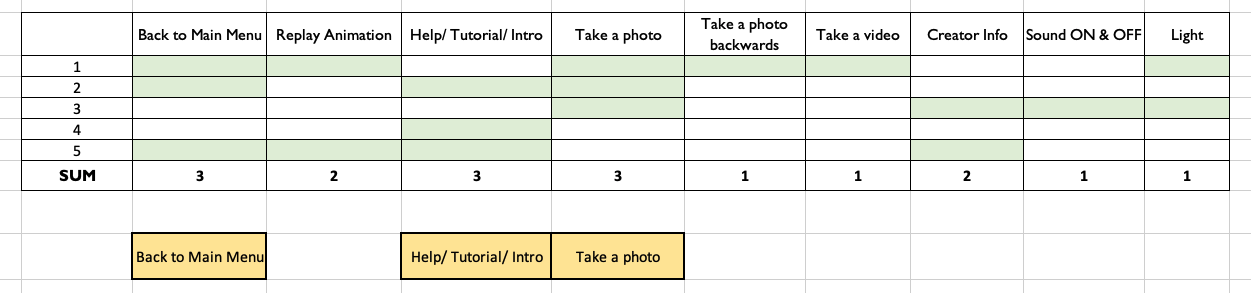 Back to Main Menu Replay Animation Help/ Tutorial/ Intro Take a photo Take a photo backwards Take a video Creator Info Sound ON & OFF Light
1
2
3
4
5
SUM 3 2 3 3 1 1 2 1 1
Back to Main Menu Help/ Tutorial/ Intro Take a photo